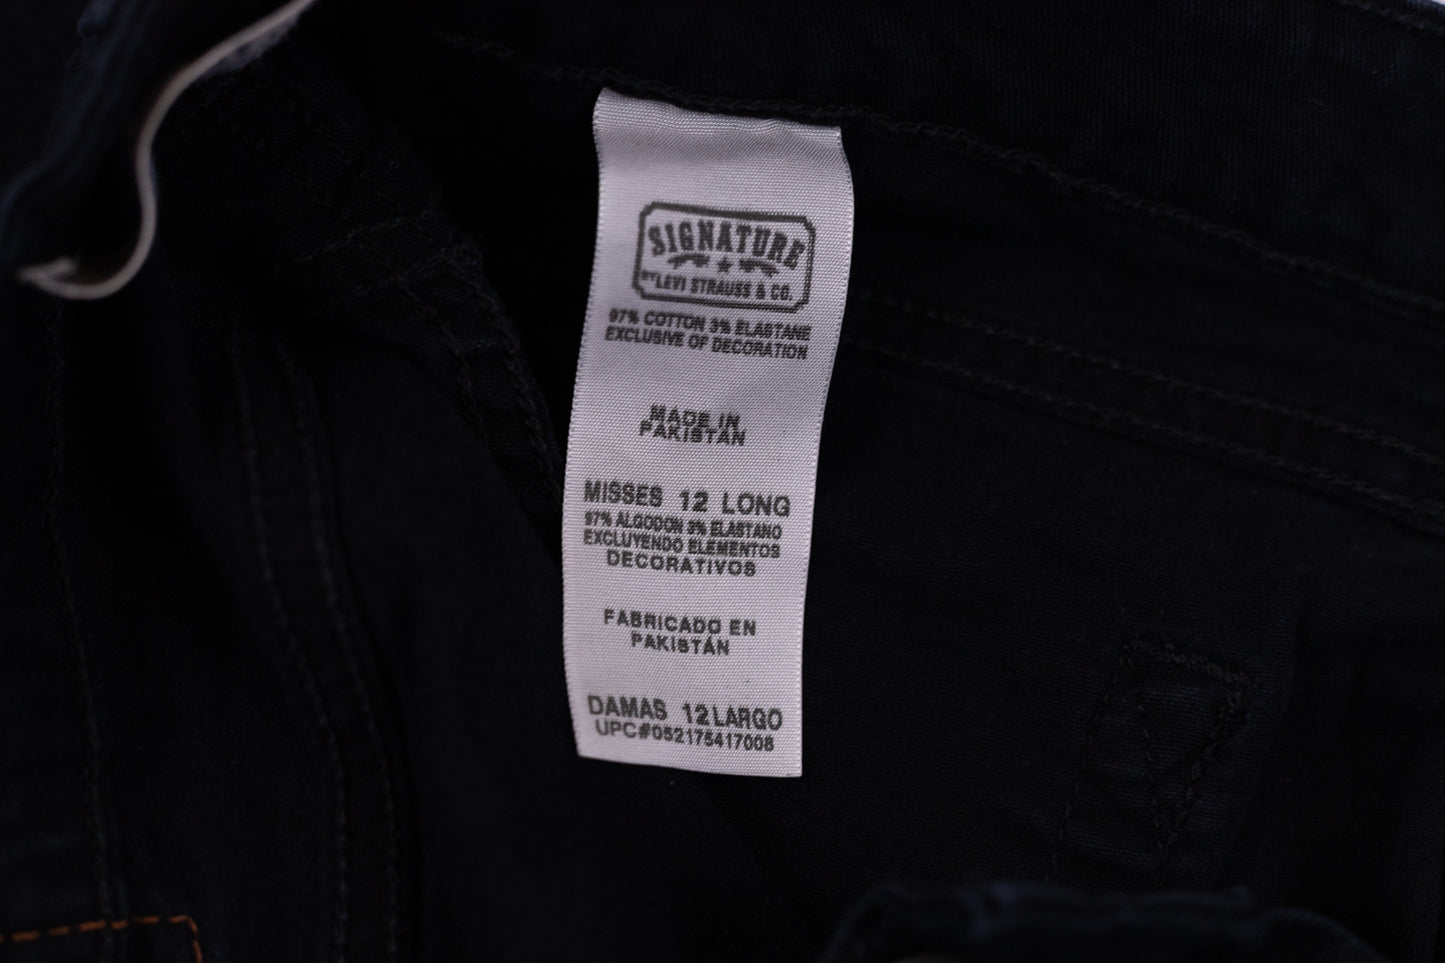 SIGNATURE
BY LEVI STRAUSS & CO.
97% COTTON 3% ELASTANE
EXCLUSIVE OF DECORATION
MADE IN
PAKISTAN
MISSES 12 LONG
97% ALGODON 3% ELASTANO
EXCLUYENDO ELEMENTOS
DECORATIVOS
FABRICADO EN
PAKISTÁN
DAMAS 12 LARGO
UPC#052175417008